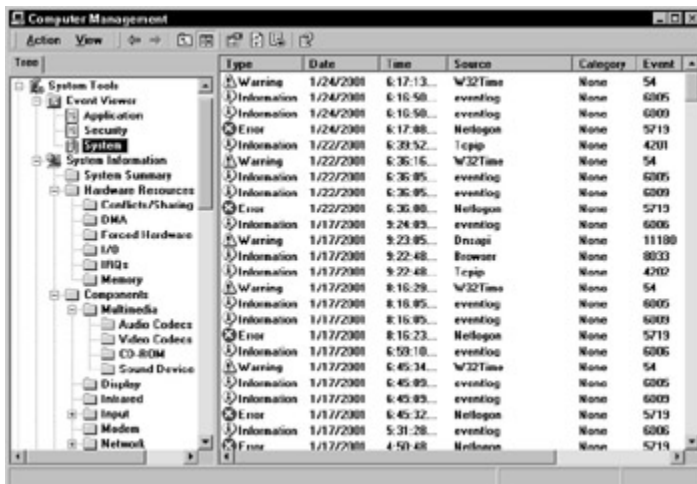 Computer Management
Action View
Tree
System Tools
Event Viewer
Application
Security
System
System Information
System Summary
Hardware Resources
Conflicts/Sharing
DMA
Forced Hardware
I/O
IRQs
Memory
Components
Multimedia
Audio Codecs
Video Codecs
CD-ROM
Sound Device
Display
Infrared
Input
Modem
Network
Type Date Time Source Category Event
Warning 1/24/2001 6:17:13... W32Time None 54
Information 1/24/2001 6:16:50... eventlog None 6005
Information 1/24/2001 6:16:50... eventlog None 6009
Error 1/24/2001 6:17:08... Netlogon None 5719
Information 1/22/2001 6:39:52... Tcpip None 4201
Warning 1/22/2001 6:36:16... W32Time None 54
Information 1/22/2001 6:36:05... eventlog None 6005
Information 1/22/2001 6:36:05... eventlog None 6009
Error 1/22/2001 6:36:00... Netlogon None 5719
Information 1/17/2001 9:24:09... eventlog None 6006
Warning 1/17/2001 9:23:05... Dnsapi None 11180
Information 1/17/2001 9:22:48... Browser None 8033
Information 1/17/2001 9:22:48... Tcpip None 4202
Warning 1/17/2001 8:16:29... W32Time None 54
Information 1/17/2001 8:16:05... eventlog None 6005
Information 1/17/2001 8:16:05... eventlog None 6009
Error 1/17/2001 8:16:23... Netlogon None 5719
Information 1/17/2001 6:59:10... eventlog None 6006
Warning 1/17/2001 6:45:34... W32Time None 54
Information 1/17/2001 6:45:09... eventlog None 6005
Information 1/17/2001 6:45:09... eventlog None 6009
Error 1/17/2001 6:45:32... Netlogon None 5719
Information 1/17/2001 5:31:28... eventlog None 6006
Error 1/17/2001 4:50:48 Netlogon None 5719